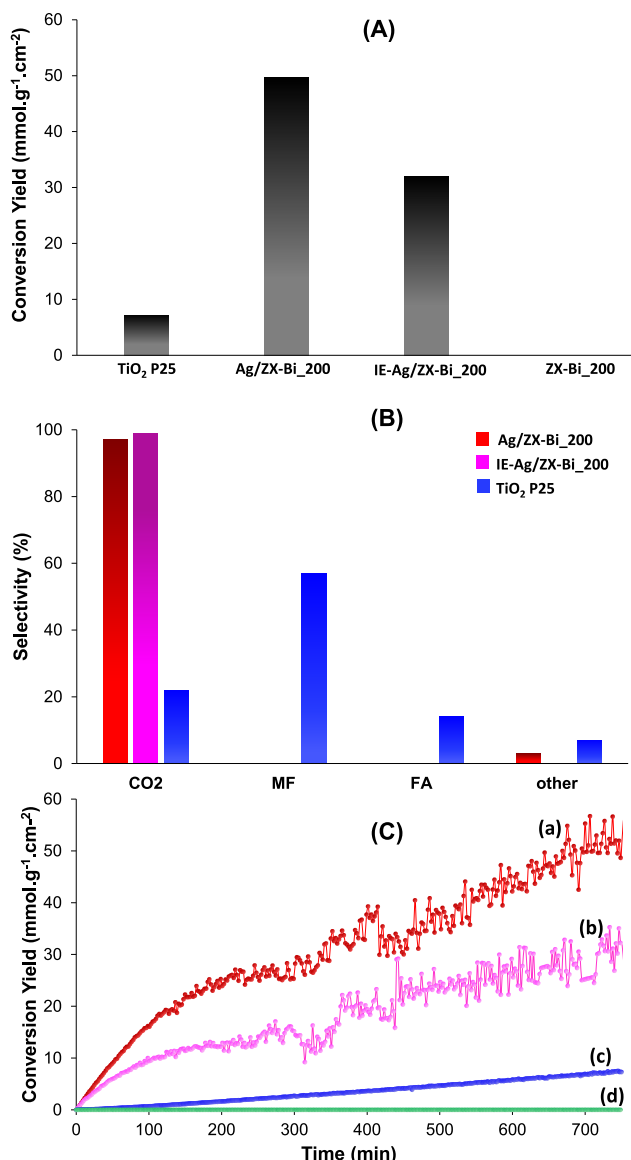 (A)
Conversion Yield (mmol.g⁻¹.cm⁻²)
60
50
40
30
20
10
0
TiO₂ P25 Ag/ZX-Bi_200 IE-Ag/ZX-Bi_200 ZX-Bi_200
(B)
Selectivity (%)
100
80
60
40
20
0
Ag/ZX-Bi_200
IE-Ag/ZX-Bi_200
TiO₂ P25
CO2 MF FA other
(C)
Conversion Yield (mmol.g⁻¹.cm⁻²)
60
50
40
30
20
10
0
(a)
(b)
(c)
(d)
0 100 200 300 400 500 600 700
Time (min)